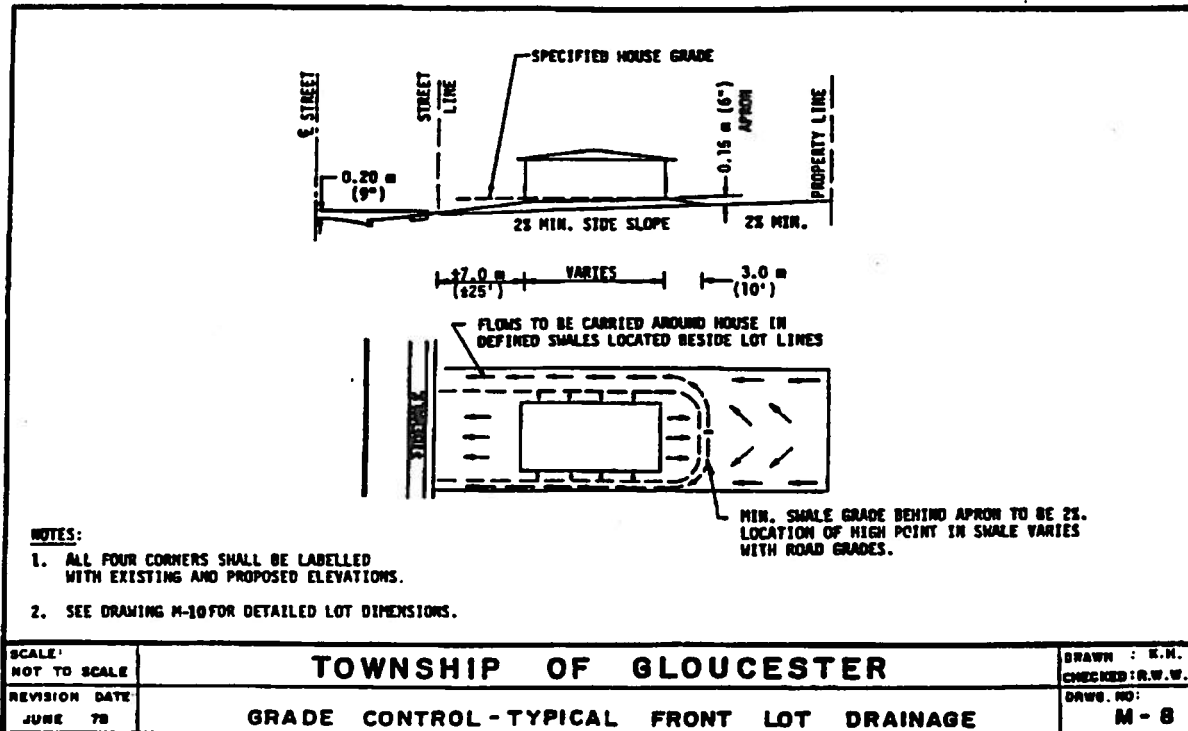 SPECIFIED HOUSE GRADE
℄ STREET
STREET
LINE
0.15 m (6")
APRON
PROPERTY LINE
0.20 m
(9")
2% MIN. SIDE SLOPE
2% MIN.
±7.0 m
(±25')
VARIES
3.0 m
(10')
FLOWS TO BE CARRIED AROUND HOUSE IN
DEFINED SWALES LOCATED BESIDE LOT LINES
SIDEWALK
MIN. SWALE GRADE BEHIND APRON TO BE 2%.
LOCATION OF HIGH POINT IN SWALE VARIES
WITH ROAD GRADES.
NOTES:
1. ALL FOUR CORNERS SHALL BE LABELLED
WITH EXISTING AND PROPOSED ELEVATIONS.
2. SEE DRAWING M-10 FOR DETAILED LOT DIMENSIONS.
SCALE:
NOT TO SCALE
TOWNSHIP OF GLOUCESTER
DRAWN : K.H.
CHECKED: R.W.W.
REVISION DATE
JUNE 78
GRADE CONTROL - TYPICAL FRONT LOT DRAINAGE
DRWG. NO:
M - 8